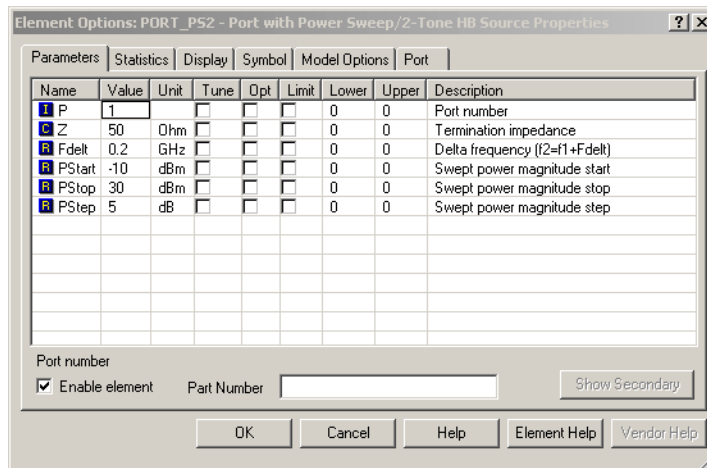 Element Options: PORT_PS2 - Port with Power Sweep/2-Tone HB Source Properties ? X
Parameters Statistics Display Symbol Model Options Port
Name Value Unit Tune Opt Limit Lower Upper Description
I P 1 0 0 Port number
C Z 50 Ohm 0 0 Termination impedance
R Fdelt 0.2 GHz 0 0 Delta frequency (f2=f1+Fdelt)
R PStart -10 dBm 0 0 Swept power magnitude start
R PStop 30 dBm 0 0 Swept power magnitude stop
R PStep 5 dB 0 0 Swept power magnitude step
Port number
Enable element Part Number Show Secondary
OK Cancel Help Element Help Vendor Help